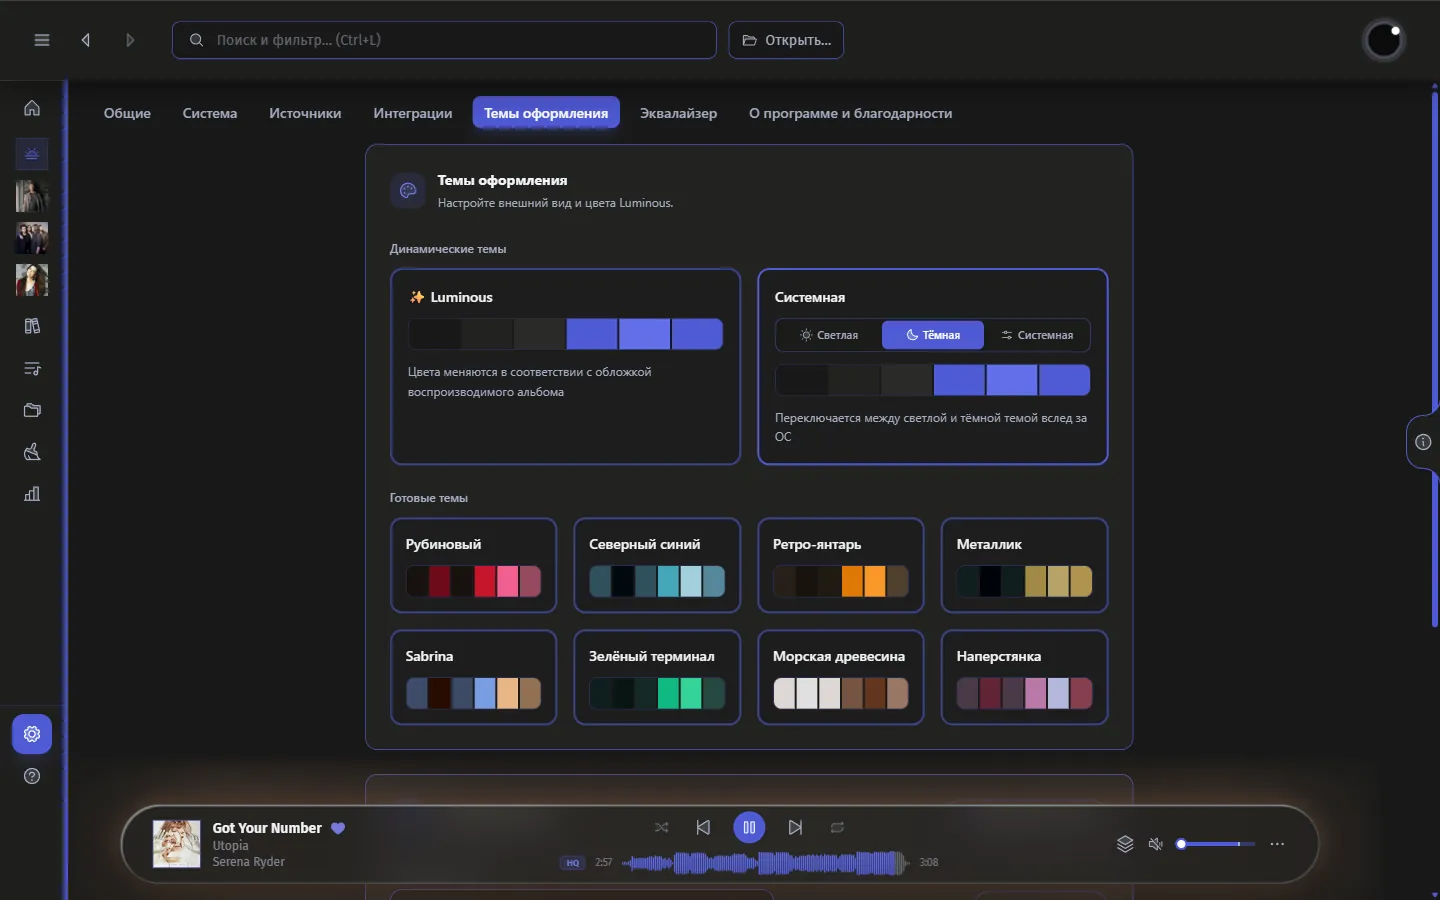 Поиск и фильтр... (Ctrl+L)
Открыть...
Общие
Система
Источники
Интеграции
Темы оформления
Эквалайзер
О программе и благодарности
Темы оформления
Настройте внешний вид и цвета Luminous.
Динамические темы
Luminous
Цвета меняются в соответствии с обложкой
воспроизводимого альбома
Системная
Светлая
Тёмная
Системная
Переключается между светлой и тёмной темой вслед за
ОС
Готовые темы
Рубиновый
Северный синий
Ретро-янтарь
Металлик
Sabrina
Зелёный терминал
Морская древесина
Наперстянка
Got Your Number
Utopia
Serena Ryder
HQ
2:57
3:08